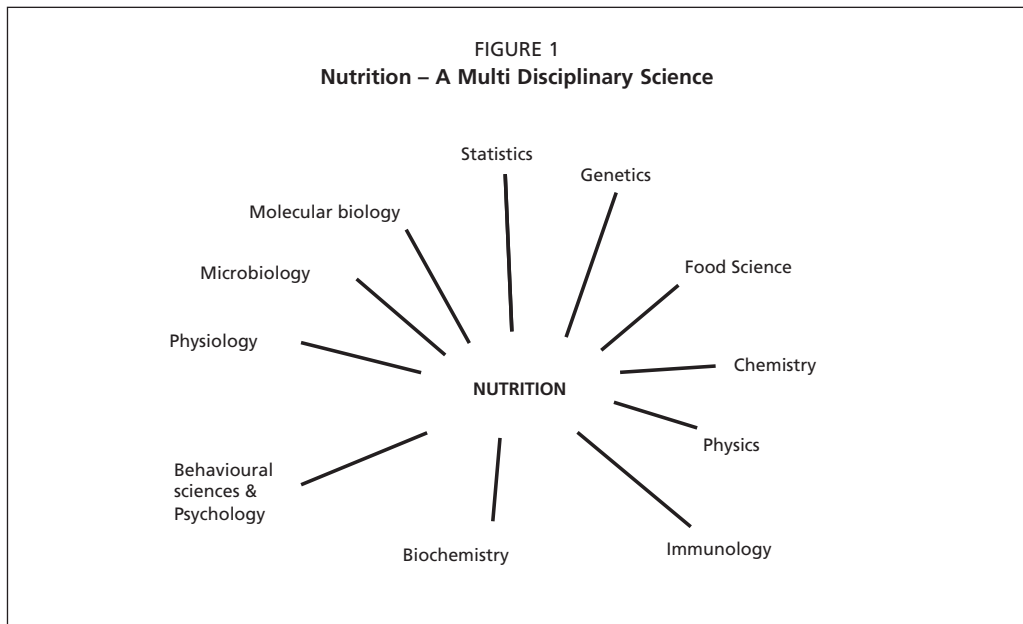 FIGURE 1
Nutrition – A Multi Disciplinary Science
Statistics
Genetics
Molecular biology
Food Science
Microbiology
Physiology
Chemistry
NUTRITION
Physics
Behavioural
sciences &
Psychology
Immunology
Biochemistry